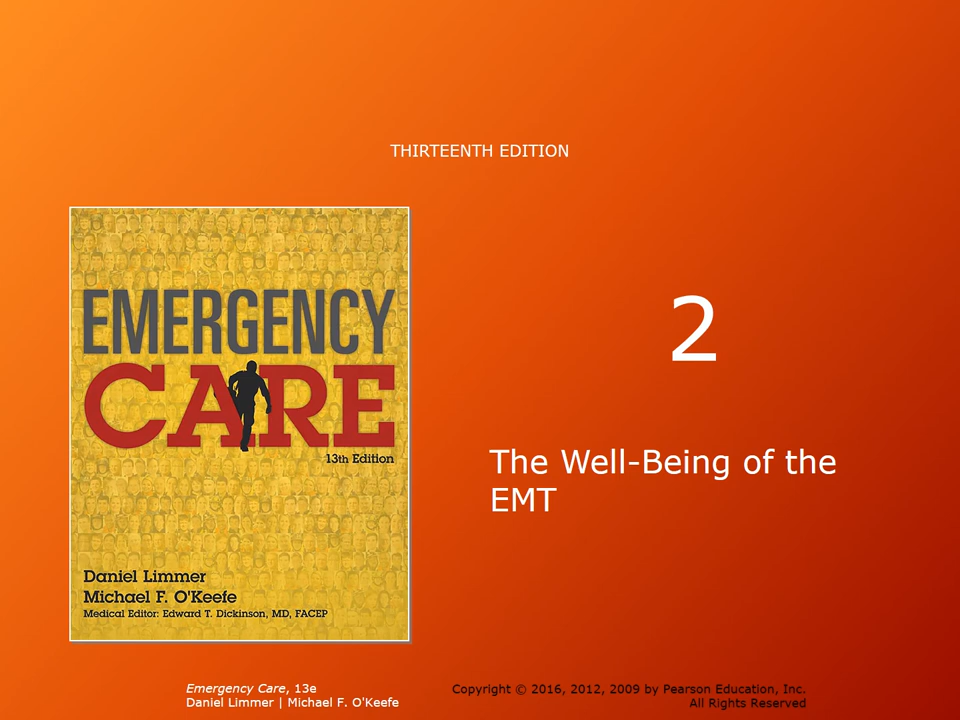 THIRTEENTH EDITION
EMERGENCY
CARE
13th Edition
Daniel Limmer
Michael F. O'Keefe
Medical Editor: Edward T. Dickinson, MD, FACEP
2
The Well-Being of the
EMT
Emergency Care, 13e
Daniel Limmer | Michael F. O'Keefe
Copyright © 2016, 2012, 2009 by Pearson Education, Inc.
All Rights Reserved